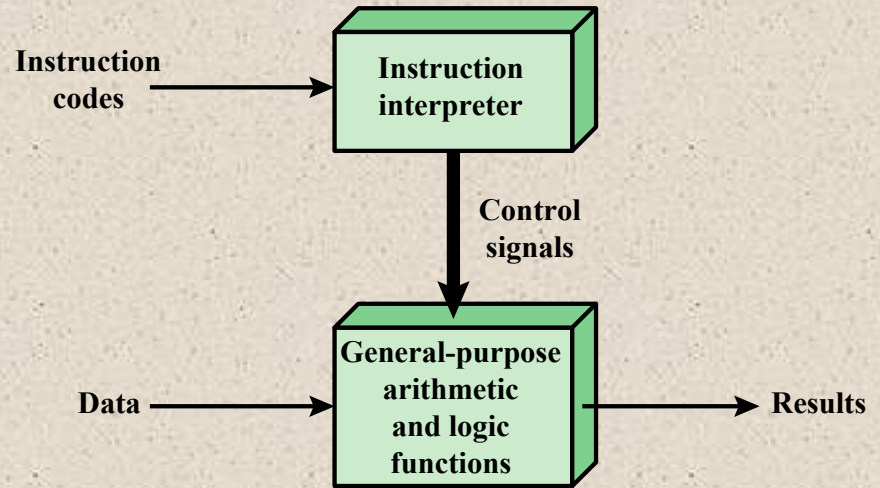 Instruction
codes
Instruction
interpreter
Control
signals
Data
General-purpose
arithmetic
and logic
functions
Results